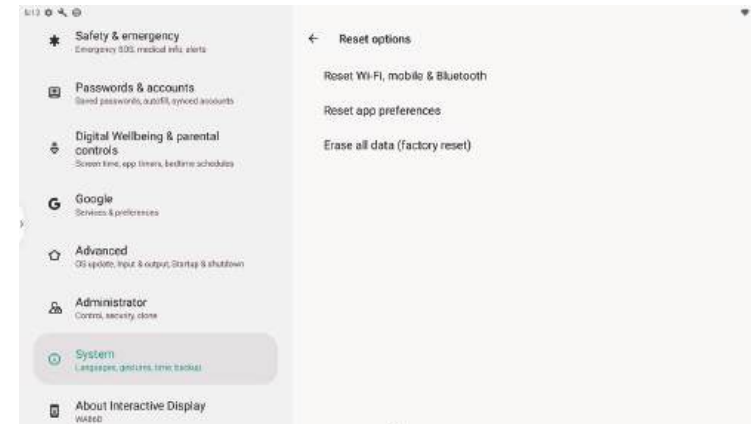 Safety & emergency
Emergency SOS, medical info, alerts
Passwords & accounts
Saved passwords, autofill, synced accounts
Digital Wellbeing & parental
controls
Screen time, app timers, bedtime schedules
Google
Services & preferences
Advanced
OS update, Input & output, Startup & shutdown
Administrator
Control, security, clone
System
Languages, gestures, time, backup
About Interactive Display
Reset options
Reset Wi-Fi, mobile & Bluetooth
Reset app preferences
Erase all data (factory reset)